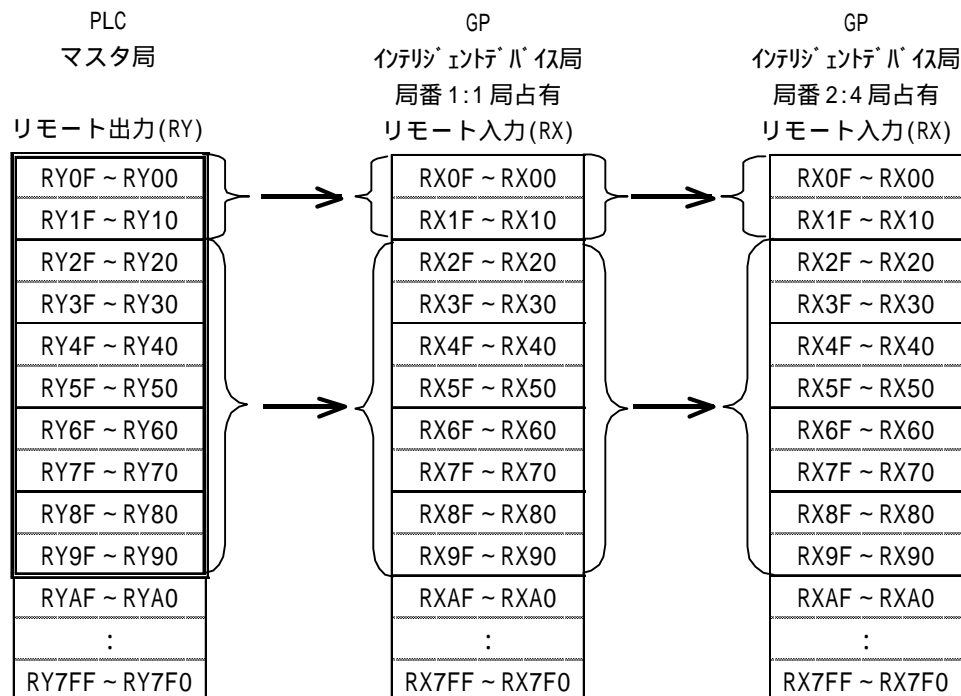 PLC
マスタ局
リモート出力(RY)
RY0F ~ RY00
RY1F ~ RY10
RY2F ~ RY20
RY3F ~ RY30
RY4F ~ RY40
RY5F ~ RY50
RY6F ~ RY60
RY7F ~ RY70
RY8F ~ RY80
RY9F ~ RY90
RYAF ~ RYA0
:
RY7FF ~ RY7F0
GP
インテリジェントデバイス局
局番1:1局占有
リモート入力(RX)
RX0F ~ RX00
RX1F ~ RX10
RX2F ~ RX20
RX3F ~ RX30
RX4F ~ RX40
RX5F ~ RX50
RX6F ~ RX60
RX7F ~ RX70
RX8F ~ RX80
RX9F ~ RX90
RXAF ~ RXA0
:
RX7FF ~ RX7F0
GP
インテリジェントデバイス局
局番2:4局占有
リモート入力(RX)
RX0F ~ RX00
RX1F ~ RX10
RX2F ~ RX20
RX3F ~ RX30
RX4F ~ RX40
RX5F ~ RX50
RX6F ~ RX60
RX7F ~ RX70
RX8F ~ RX80
RX9F ~ RX90
RXAF ~ RXA0
:
RX7FF ~ RX7F0